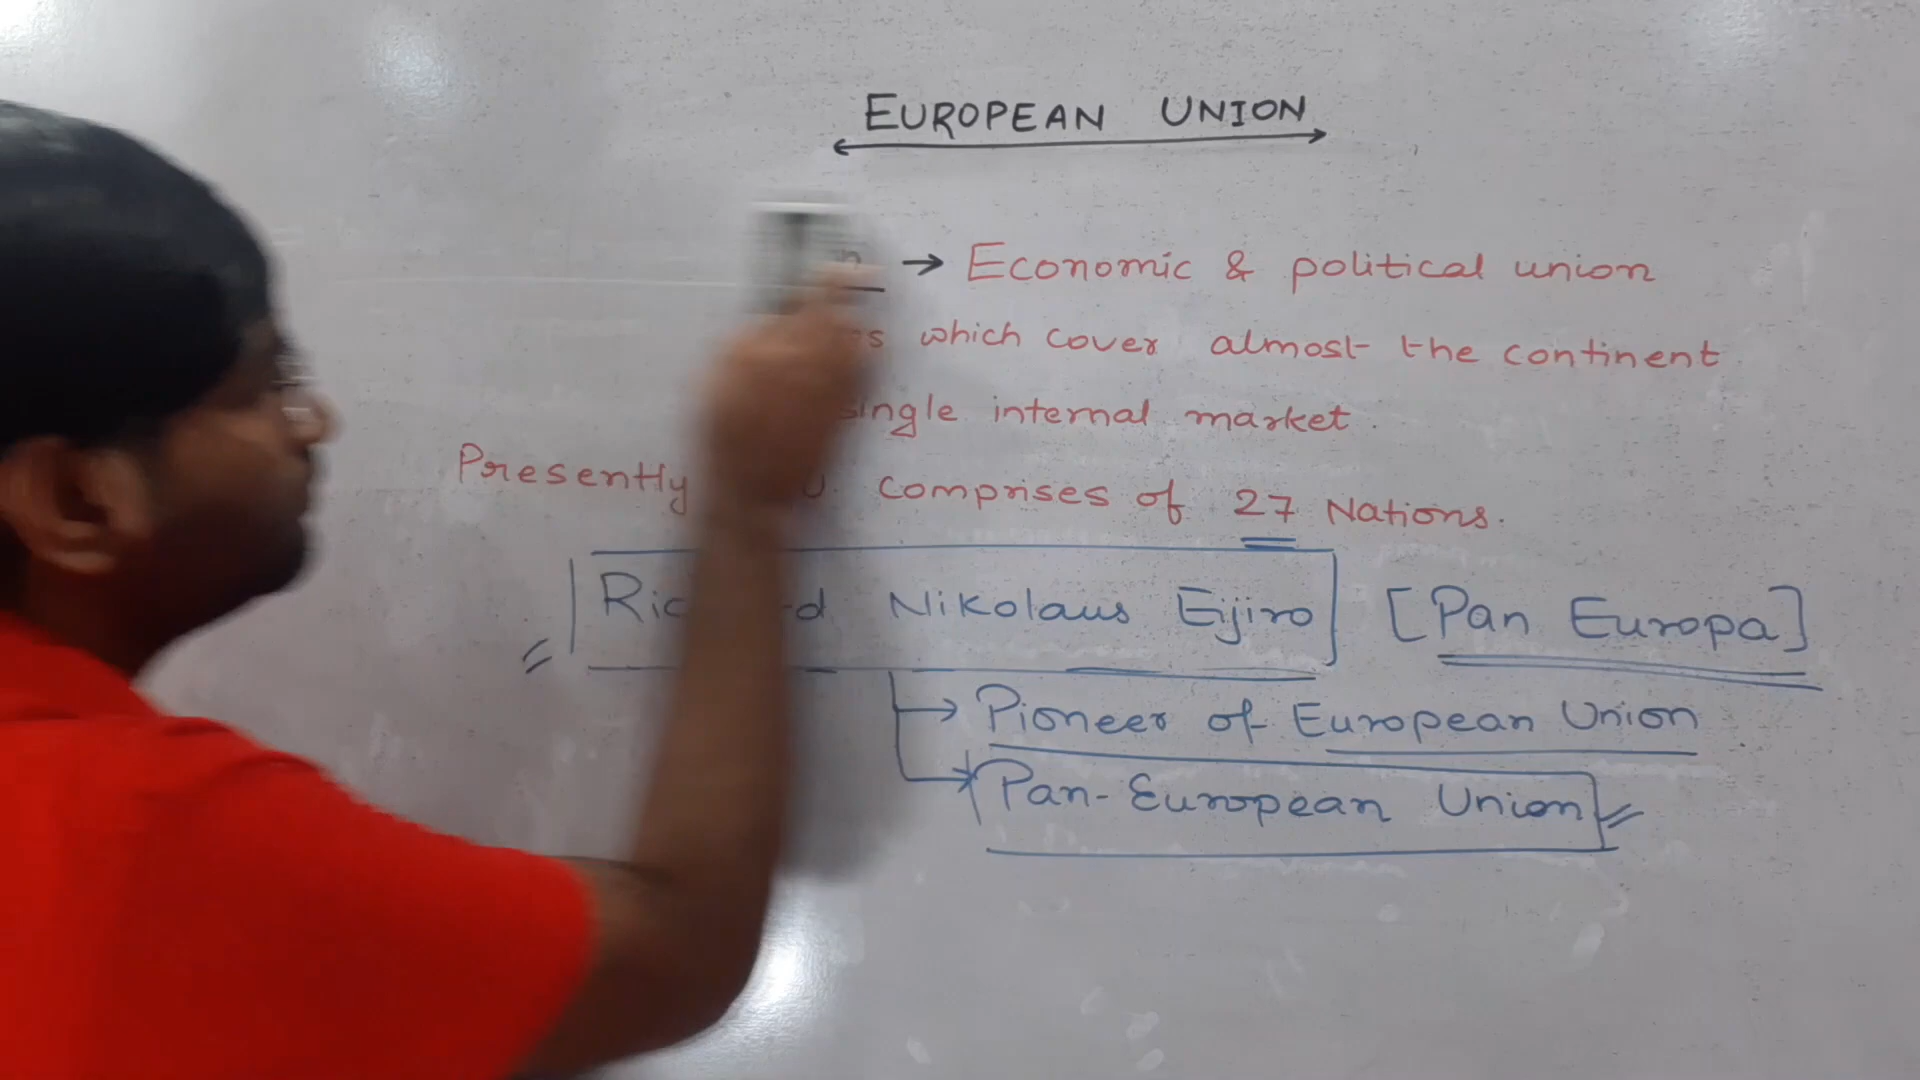 EUROPEAN UNION
→ Economic & political union
which cover almost the continent
single internal market.
Presently comprises of 27 Nations.
Nikolaus Eijiro [Pan Europa]
→ Pioneer of European Union
→ Pan-European Union